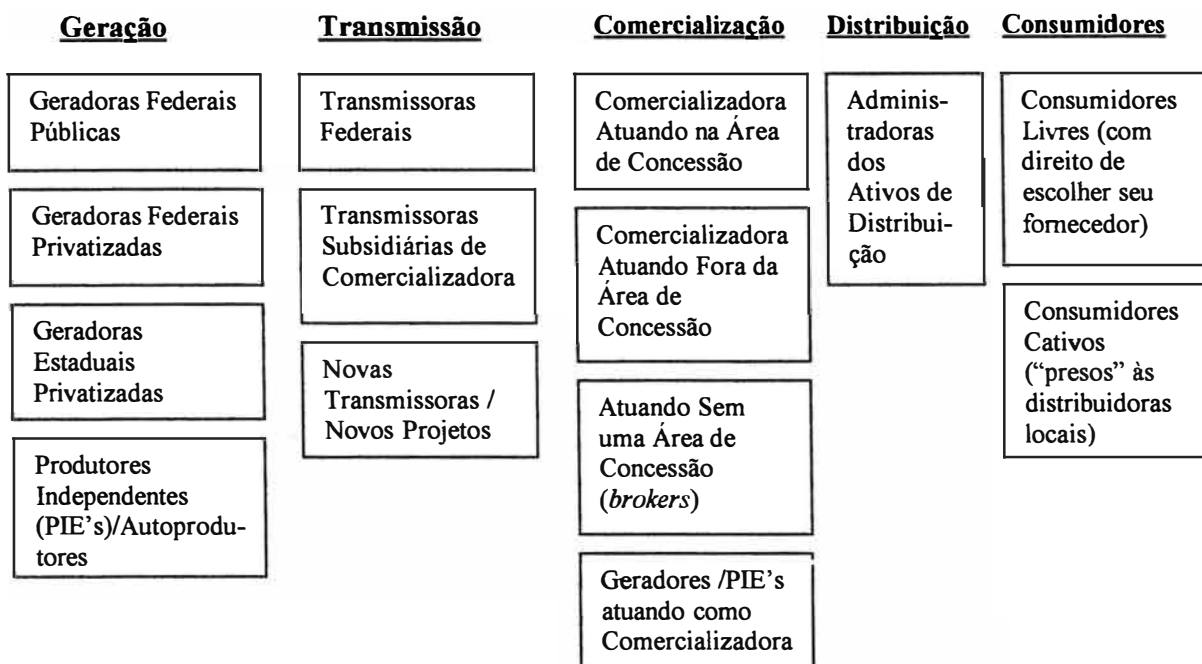 Geração
Geradoras Federais
Públicas
Geradoras Federais
Privatizadas
Geradoras
Estaduais
Privatizadas
Produtores
Independentes
(PIE's)/Autoprodu-
tores
Transmissão
Transmissoras
Federais
Transmissoras
Subsidiárias de
Comercializadora
Novas
Transmissoras /
Novos Projetos
Comercialização
Comercializadora
Atuando na Área
de Concessão
Comercializadora
Atuando Fora da
Área de
Concessão
Atuando Sem
uma Área de
Concessão
(brokers)
Geradores /PIE's
atuando como
Comercializadora
Distribuição
Adminis-
tradoras
dos
Ativos de
Distribui-
ção
Consumidores
Consumidores
Livres (com
direito de
escolher seu
fornecedor)
Consumidores
Cativos
(“presos” às
distribuidoras
locais)